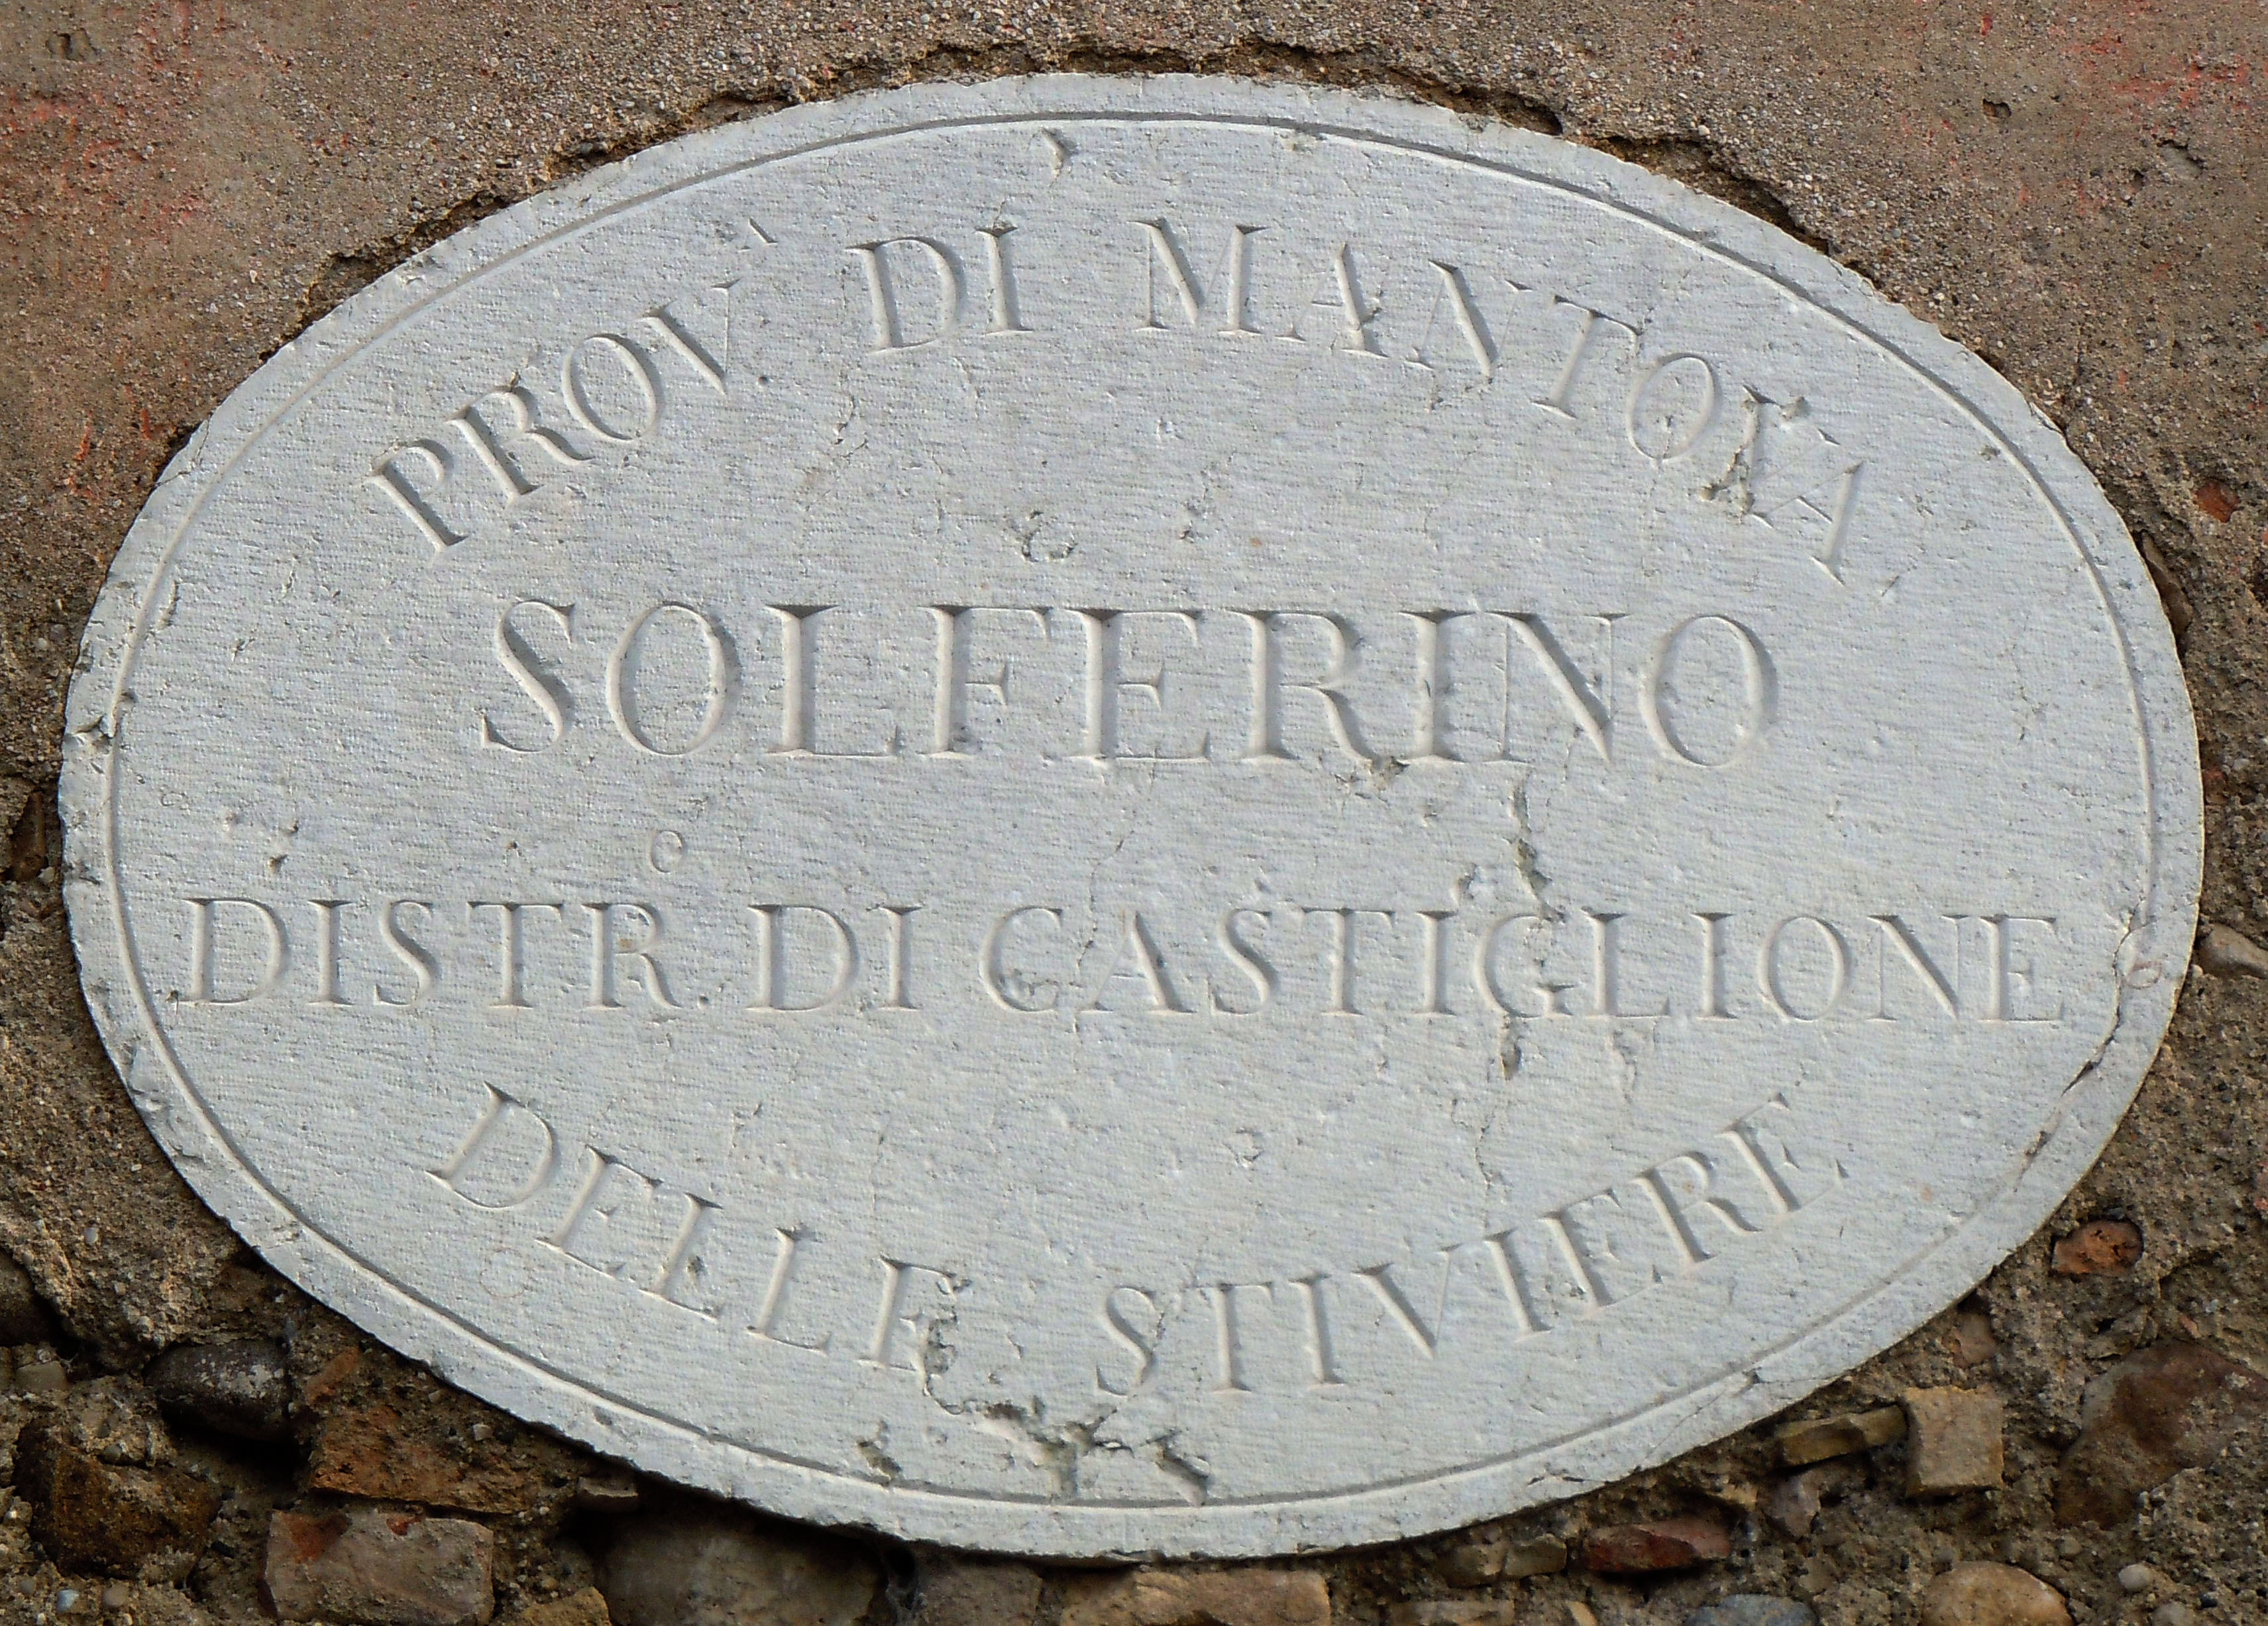 PROV.ᴬ DI MANTOVA
SOLFERINO
DISTR.º DI CASTIGLIONE
DELLE STIVIERE